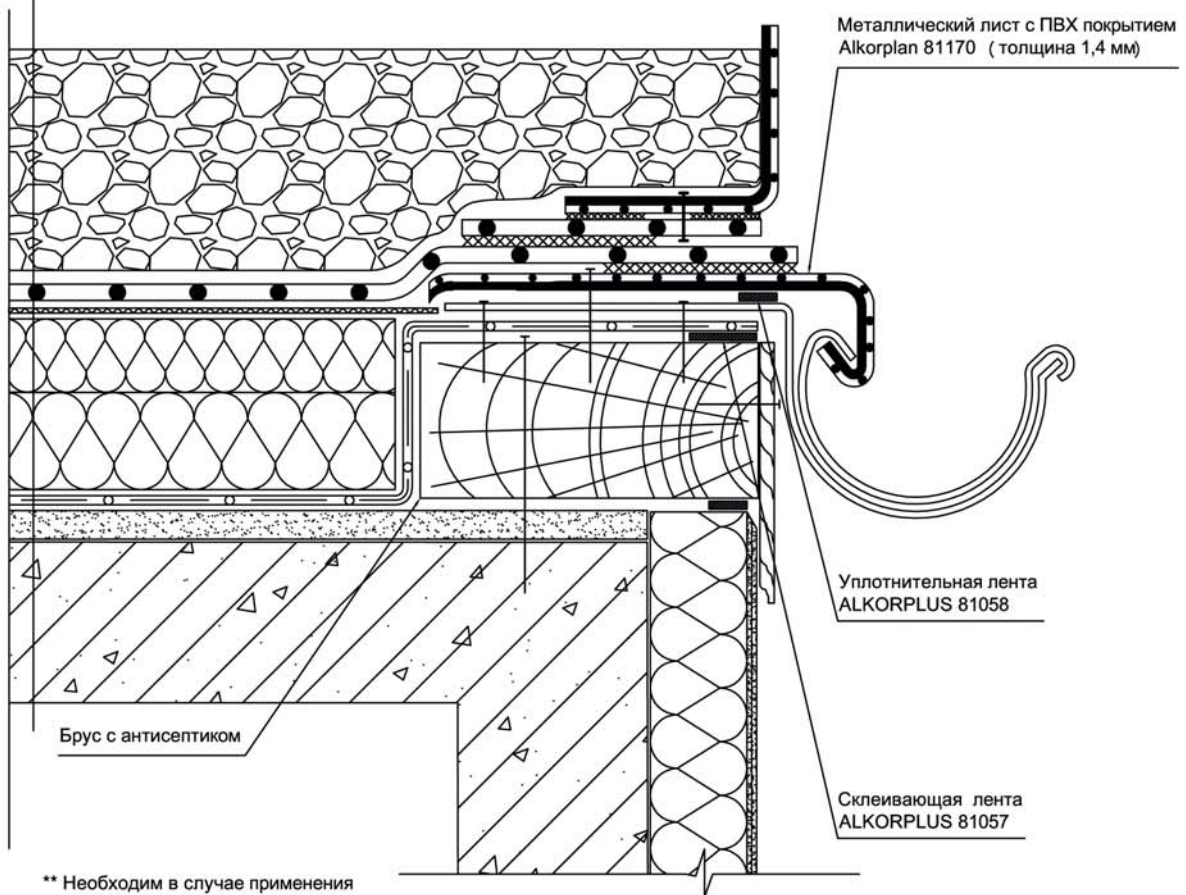 Металлический лист с ПВХ покрытием
Alkorplan 81170 ( толщина 1,4 мм)
Уплотнительная лента
ALKORPLUS 81058
Брус с антисептиком
Склеивающая лента
ALKORPLUS 81057
** Необходим в случае применения